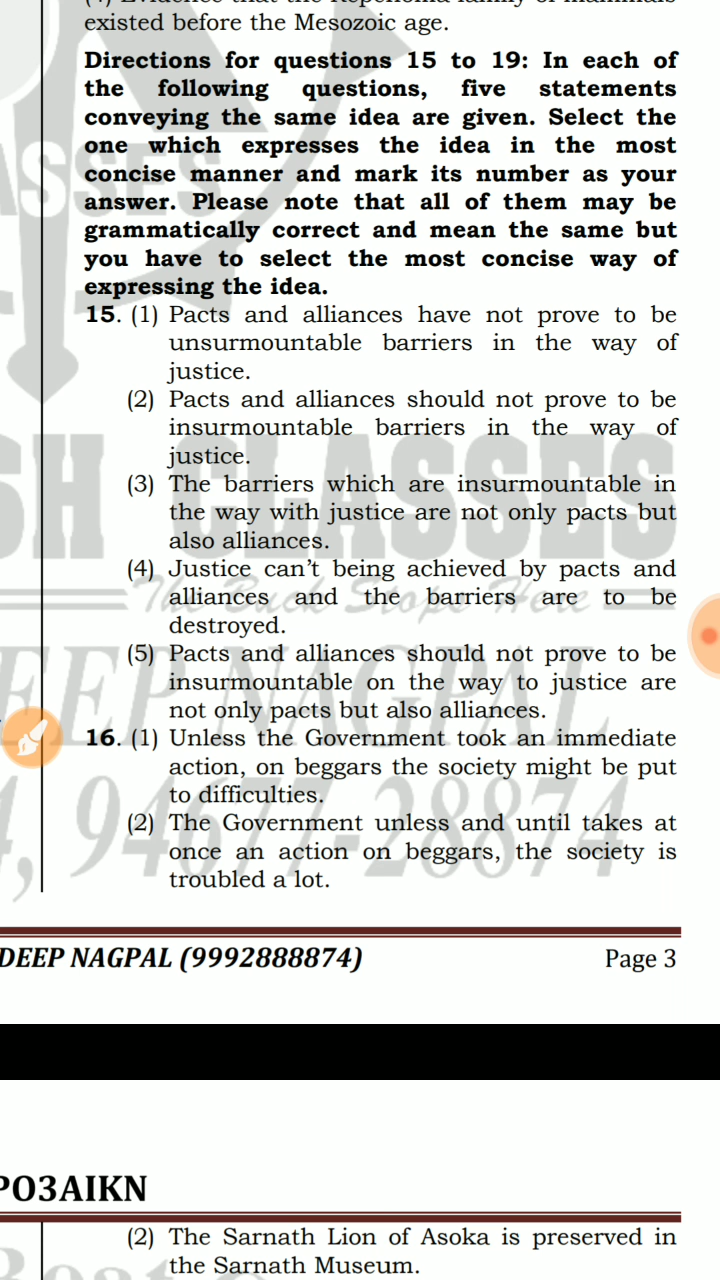 existed before the Mesozoic age.
Directions for questions 15 to 19: In each of
the following questions, five statements
conveying the same idea are given. Select the
one which expresses the idea in the most
concise manner and mark its number as your
answer. Please note that all of them may be
grammatically correct and mean the same but
you have to select the most concise way of
expressing the idea.
15. (1) Pacts and alliances have not prove to be
unsurmountable barriers in the way of
justice.
(2) Pacts and alliances should not prove to be
insurmountable barriers in the way of
justice.
(3) The barriers which are insurmountable in
the way with justice are not only pacts but
also alliances.
(4) Justice can't being achieved by pacts and
alliances and the barriers are to be
destroyed.
(5) Pacts and alliances should not prove to be
insurmountable on the way to justice are
not only pacts but also alliances.
16. (1) Unless the Government took an immediate
action, on beggars the society might be put
to difficulties.
(2) The Government unless and until takes at
once an action on beggars, the society is
troubled a lot.
CLASSES
The Buck Stops Here
NAGPAL
94677-28874
DEEP NAGPAL (9992888874) Page 3
PO3AIKN
(2) The Sarnath Lion of Asoka is preserved in
the Sarnath Museum.